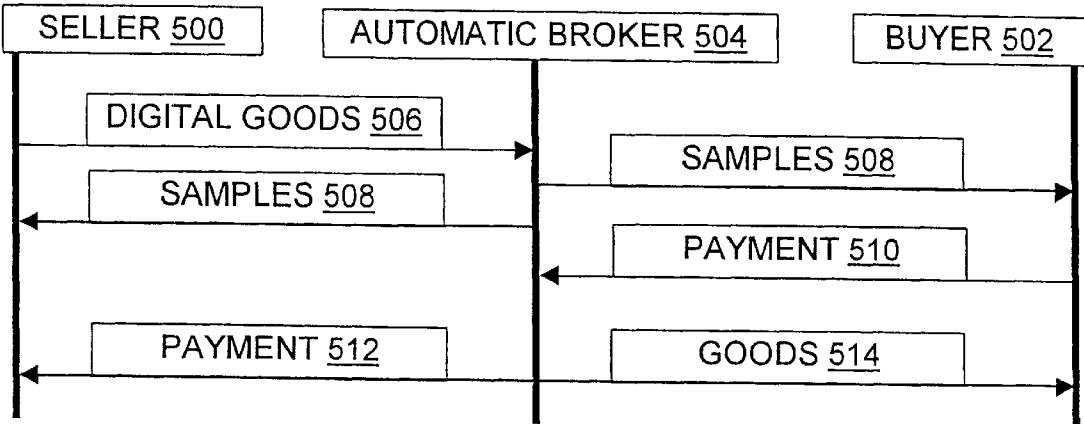 SELLER 500
AUTOMATIC BROKER 504
BUYER 502
DIGITAL GOODS 506
SAMPLES 508
SAMPLES 508
PAYMENT 510
PAYMENT 512
GOODS 514